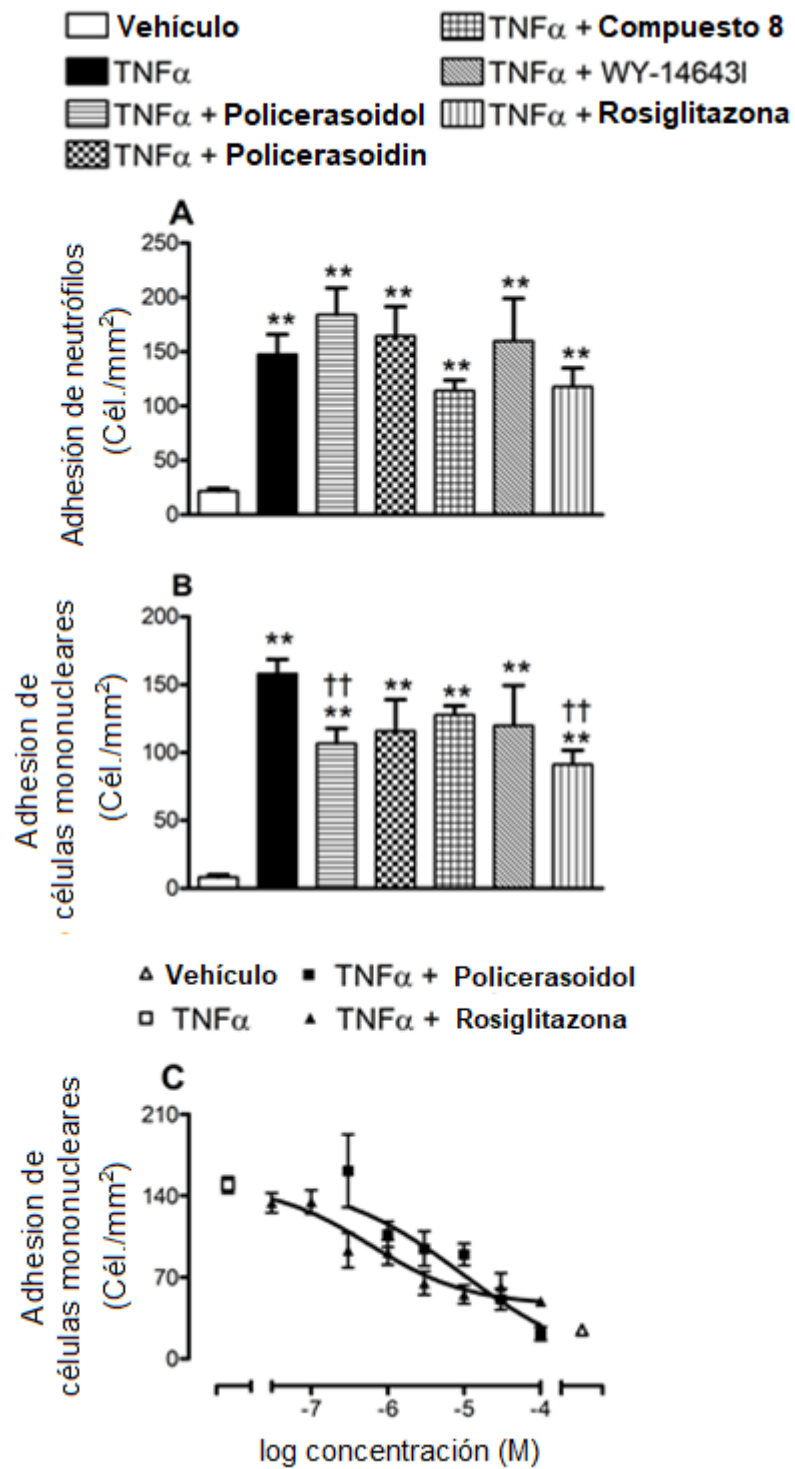 Vehículo
TNFα
TNFα + Policerasoidol
TNFα + Policerasoidin
TNFα + Compuesto 8
TNFα + WY-14643I
TNFα + Rosiglitazona
A
Adhesión de neutrófilos
(Cél./mm²)
250
200
150
100
50
0
**
**
**
**
**
**
B
Adhesion de
células mononucleares
(Cél./mm²)
200
150
100
50
0
**
††
**
**
**
**
††
**
Vehículo
TNFα + Policerasoidol
TNFα
TNFα + Rosiglitazona
C
Adhesion de
células mononucleares
(Cél./mm²)
210
140
70
0
-7 -6 -5 -4
log concentración (M)